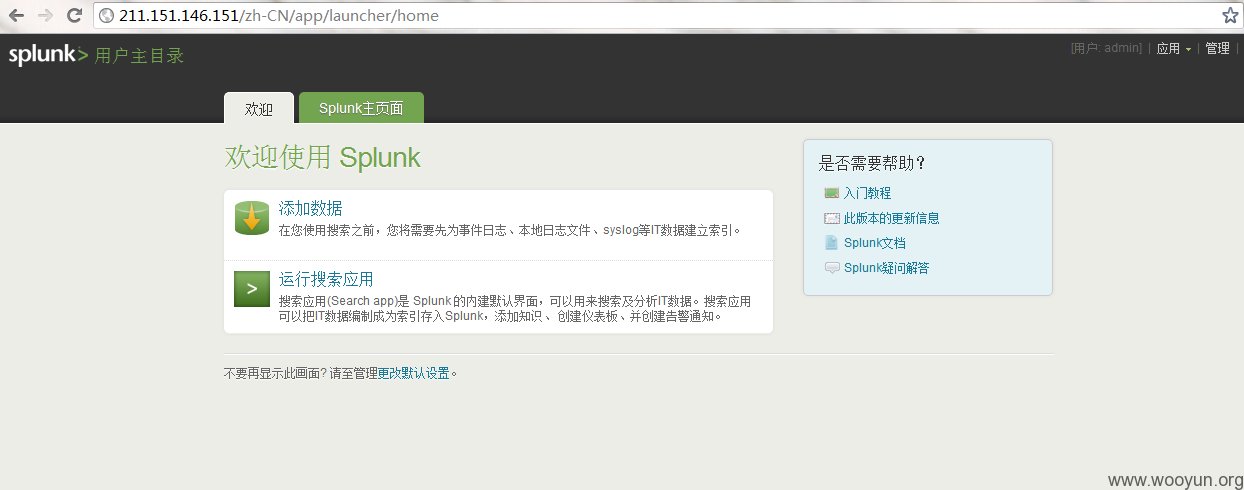 211.151.146.151/zh-CN/app/launcher/home
splunk> 用户主目录
[用户: admin] | 应用 | 管理 |
欢迎 Splunk主页面
欢迎使用 Splunk
添加数据
在您使用搜索之前，您将需要先为事件日志、本地日志文件、syslog等IT数据建立索引。
> 运行搜索应用
搜索应用(Search app)是 Splunk 的内建默认界面，可以用来搜索及分析IT数据。搜索应用
可以把IT数据编制成为索引存入Splunk，添加知识、创建仪表板、并创建告警通知。
不要再显示此画面? 请至管理更改默认设置。
是否需要帮助？
入门教程
此版本的更新信息
Splunk文档
Splunk疑问解答
www.wooyun.org